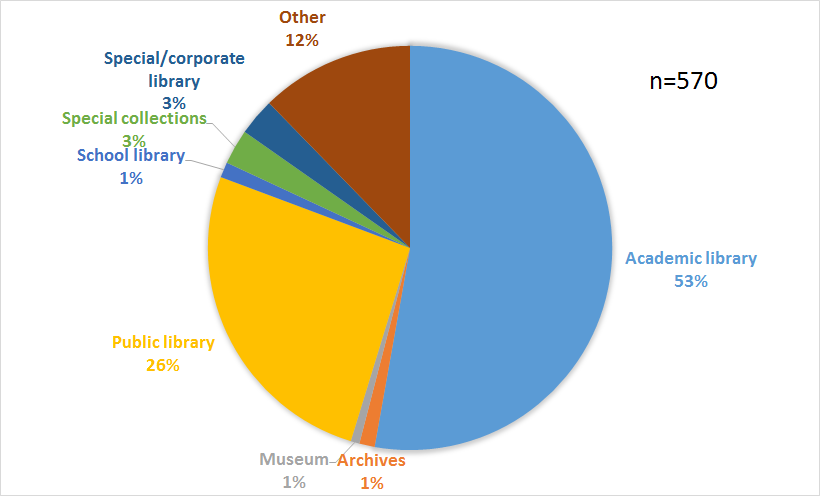 Other
12%
n=570
Special/corporate
library
3%
Special collections
3%
School library
1%
Academic library
53%
Public library
26%
Museum
1%
Archives
1%